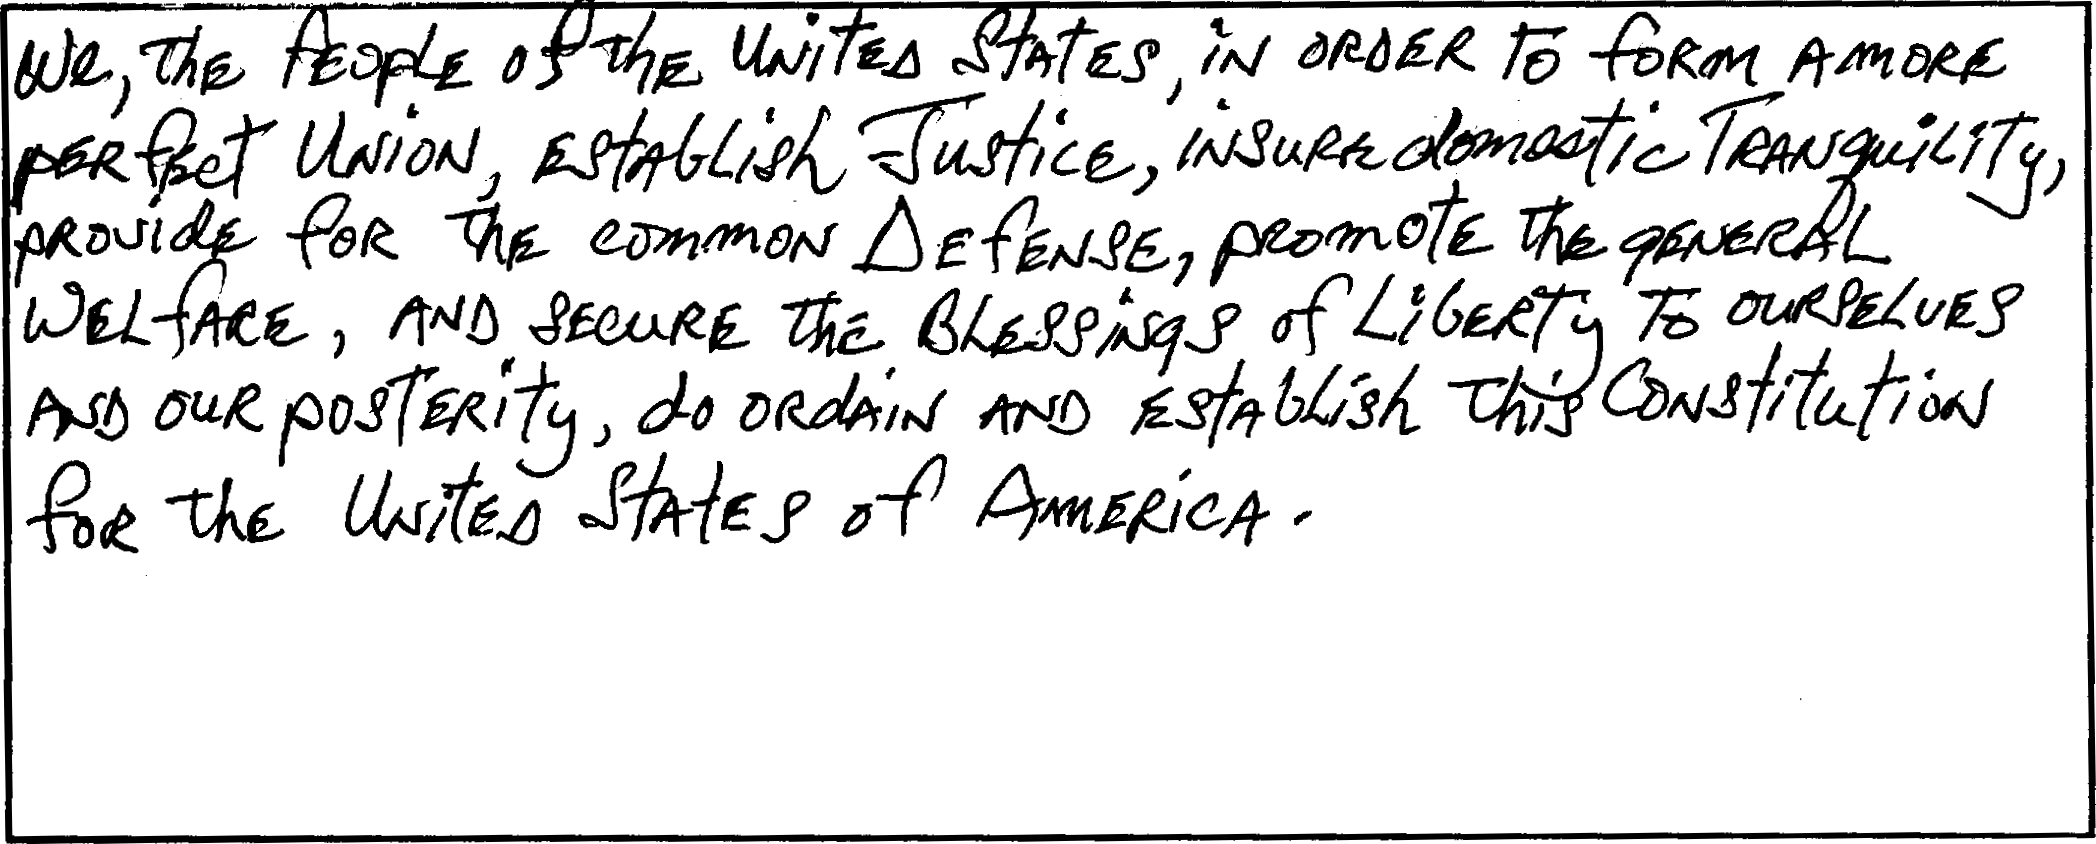 We, the People of the United States, in order to form a more
perfect Union, establish Justice, insure domestic Tranquility,
provide for the common Defense, promote the general
Welfare, and secure the Blessings of Liberty to ourselves
and our posterity, do ordain and establish this Constitution
for the United States of America.